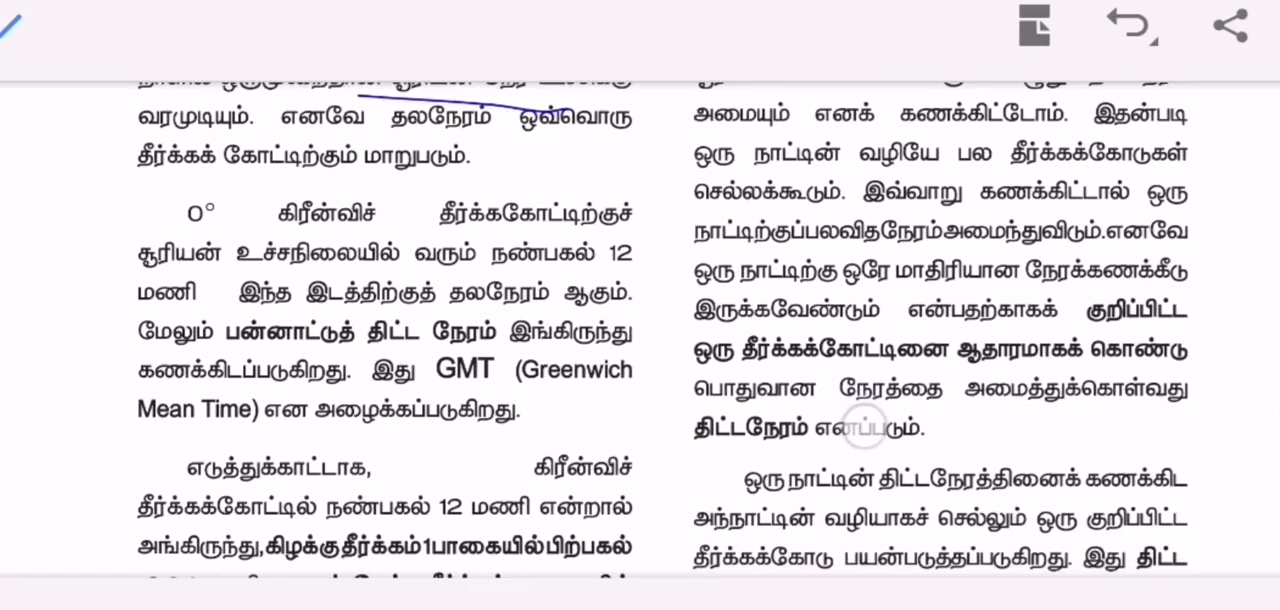 வரமுடியும். எனவே தலநேரம் ஒவ்வொரு
தீர்க்கக் கோட்டிற்கும் மாறுபடும்.
0° கிரீன்விச் தீர்க்ககோட்டிற்குச்
சூரியன் உச்சநிலையில் வரும் நண்பகல் 12
மணி இந்த இடத்திற்குத் தலநேரம் ஆகும்.
மேலும் பன்னாட்டுத் திட்ட நேரம் இங்கிருந்து
கணக்கிடப்படுகிறது. இது GMT (Greenwich
Mean Time) என அழைக்கப்படுகிறது.
எடுத்துக்காட்டாக, கிரீன்விச்
தீர்க்கக்கோட்டில் நண்பகல் 12 மணி என்றால்
அங்கிருந்து,கிழக்குதீர்க்கம்1பாகையில்பிற்பகல்
அமையும் எனக் கணக்கிட்டோம். இதன்படி
ஒரு நாட்டின் வழியே பல தீர்க்கக்கோடுகள்
செல்லக்கூடும். இவ்வாறு கணக்கிட்டால் ஒரு
நாட்டிற்குப்பலவிதநேரம்அமைந்துவிடும்.எனவே
ஒரு நாட்டிற்கு ஒரே மாதிரியான நேரக்கணக்கீடு
இருக்கவேண்டும் என்பதற்காகக் குறிப்பிட்ட
ஒரு தீர்க்கக்கோட்டினை ஆதாரமாகக் கொண்டு
பொதுவான நேரத்தை அமைத்துக்கொள்வது
திட்டநேரம் எனப்படும்.
ஒரு நாட்டின் திட்டநேரத்தினைக் கணக்கிட
அந்நாட்டின் வழியாகச் செல்லும் ஒரு குறிப்பிட்ட
தீர்க்கக்கோடு பயன்படுத்தப்படுகிறது. இது திட்ட